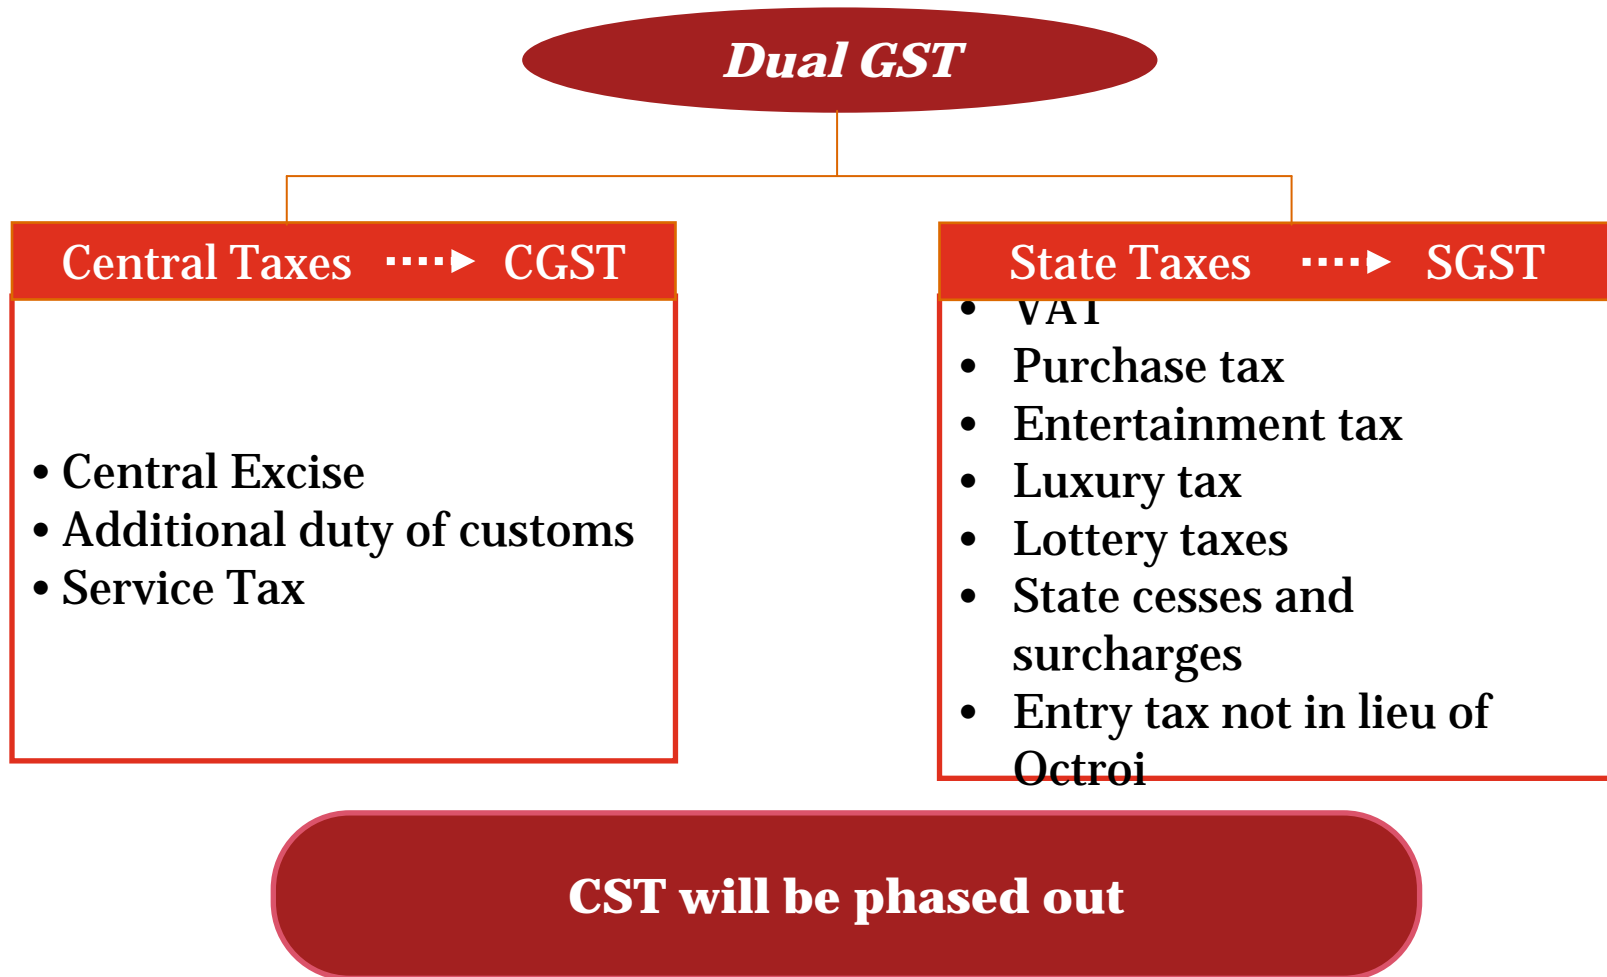 Dual GST
Central Taxes CGST
• Central Excise
• Additional duty of customs
• Service Tax
State Taxes SGST
• VAT
• Purchase tax
• Entertainment tax
• Luxury tax
• Lottery taxes
• State cesses and
surcharges
• Entry tax not in lieu of
Octroi
CST will be phased out